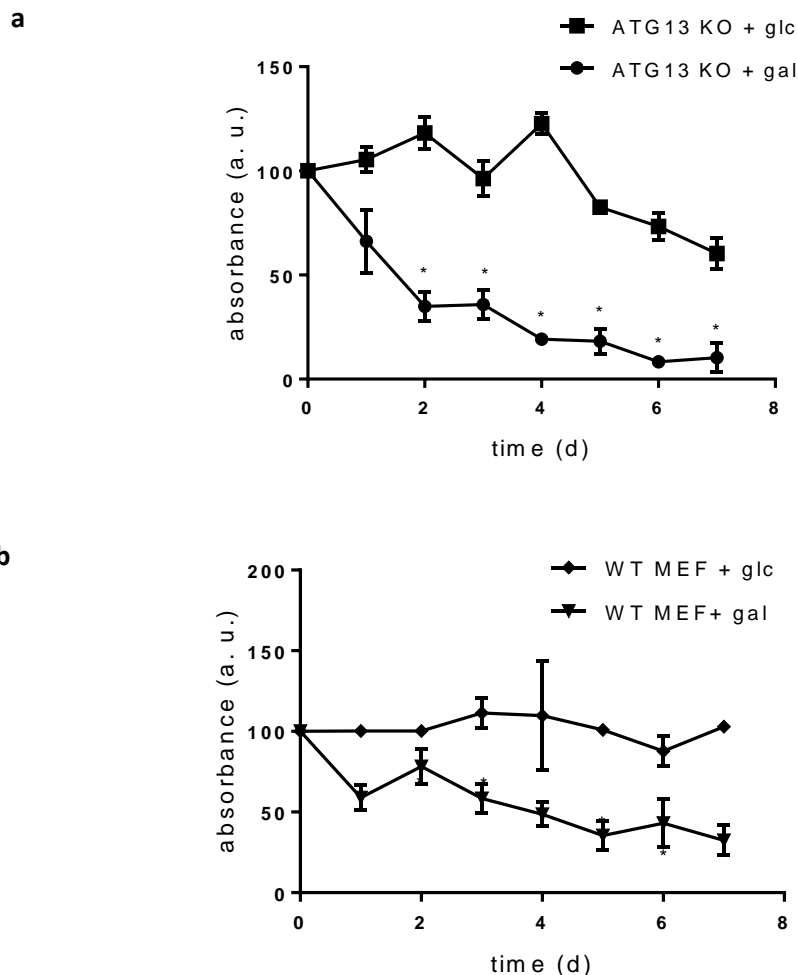 a
ATG13 KO + glc
ATG13 KO + gal
150
100
50
0
absorbance (a. u.)
* * * * * *
0 2 4 6 8
time (d)
b
WT MEF + glc
WT MEF+ gal
200
150
100
50
0
absorbance (a. u.)
* * *
0 2 4 6 8
time (d)